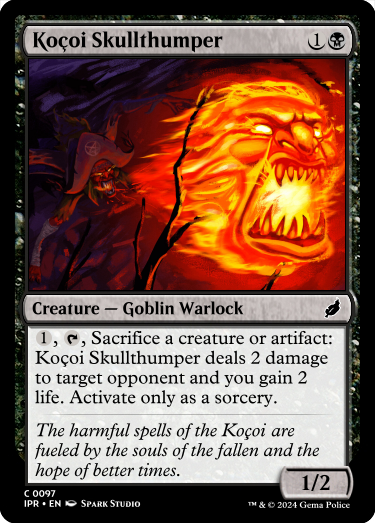 Koçoi Skullthumper 1
Creature — Goblin Warlock
1, T, Sacrifice a creature or artifact:
Koçoi Skullthumper deals 2 damage
to target opponent and you gain 2
life. Activate only as a sorcery.
The harmful spells of the Koçoi are
fueled by the souls of the fallen and the
hope of better times.
1/2
C 0097
IPR • EN Spark Studio
™ & © 2024 Gema Police